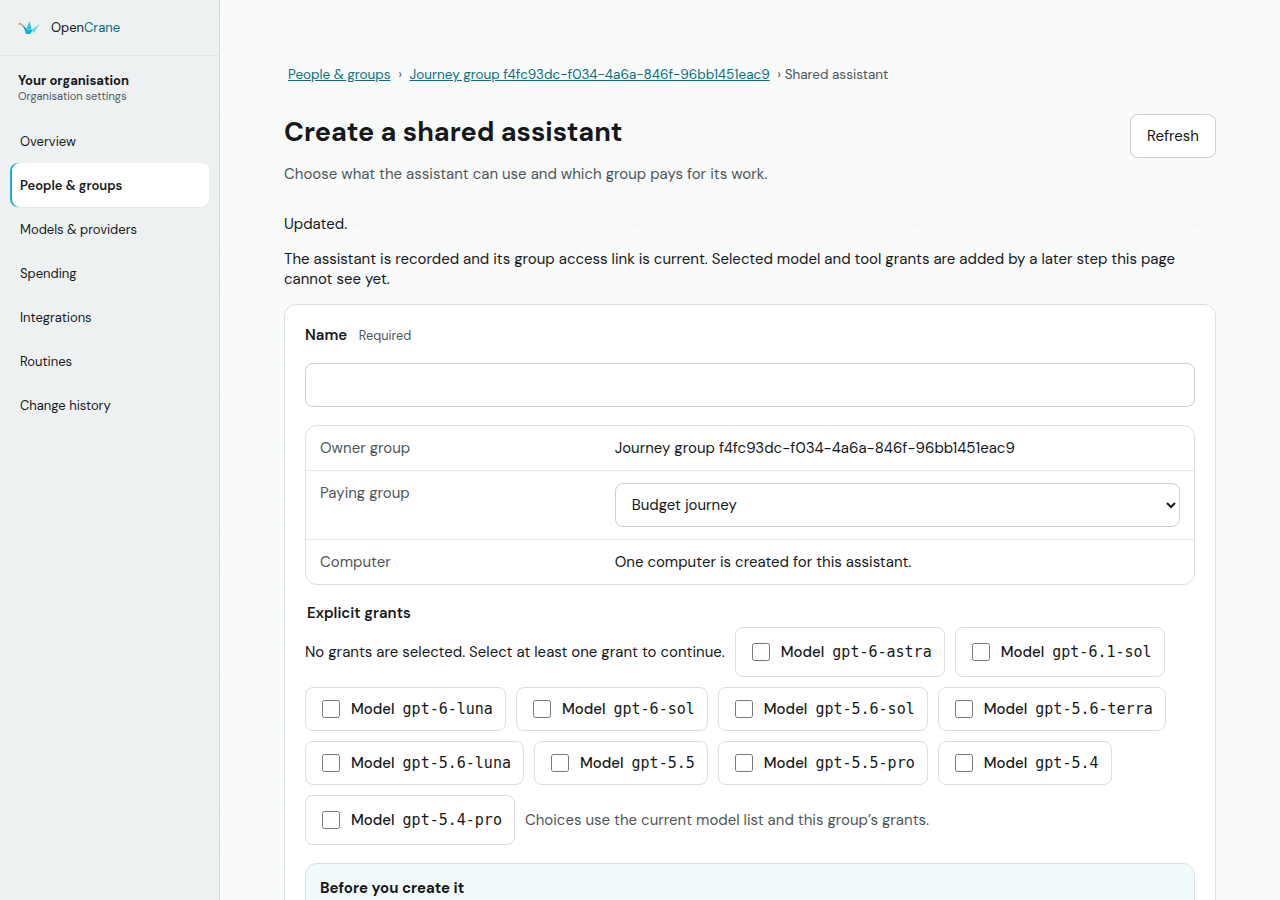 OpenCrane
Your organisation
Organisation settings
Overview
People & groups
Models & providers
Spending
Integrations
Routines
Change history
People & groups › Journey group f4fc93dc-f034-4a6a-846f-96bb1451eac9 › Shared assistant
Create a shared assistant
Refresh
Choose what the assistant can use and which group pays for its work.
Updated.
The assistant is recorded and its group access link is current. Selected model and tool grants are added by a later step this page
cannot see yet.
Name Required
Owner group Journey group f4fc93dc-f034-4a6a-846f-96bb1451eac9
Paying group Budget journey
Computer One computer is created for this assistant.
Explicit grants
No grants are selected. Select at least one grant to continue. Model gpt-6-astra Model gpt-6.1-sol
Model gpt-6-luna Model gpt-6-sol Model gpt-5.6-sol Model gpt-5.6-terra
Model gpt-5.6-luna Model gpt-5.5 Model gpt-5.5-pro Model gpt-5.4
Model gpt-5.4-pro Choices use the current model list and this group’s grants.
Before you create it